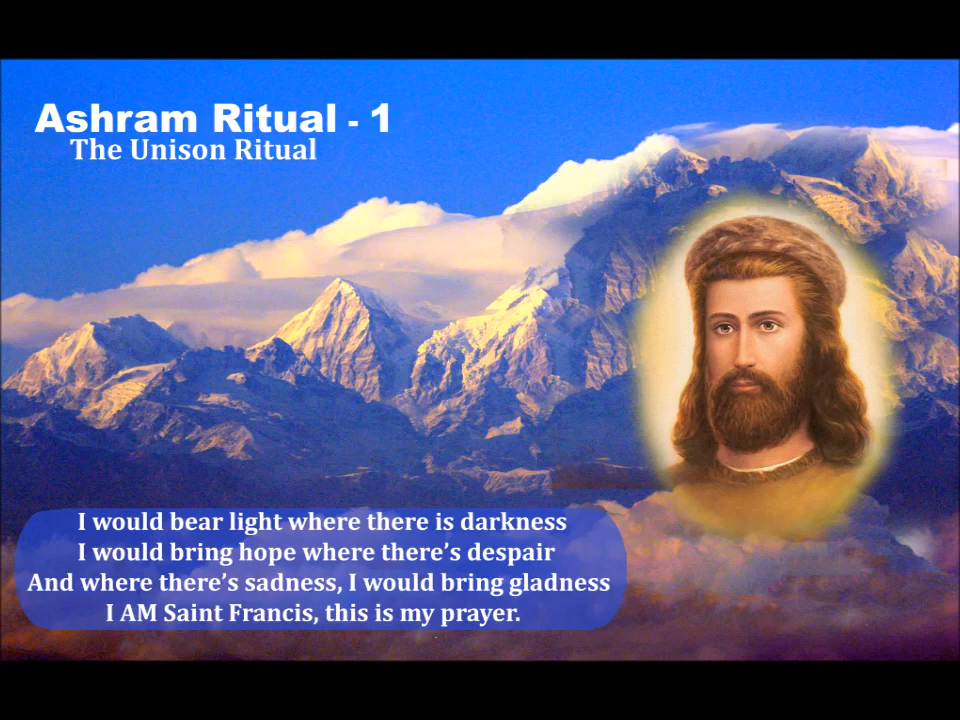 Ashram Ritual - 1
The Unison Ritual
I would bear light where there is darkness
I would bring hope where there’s despair
And where there’s sadness, I would bring gladness
I AM Saint Francis, this is my prayer.